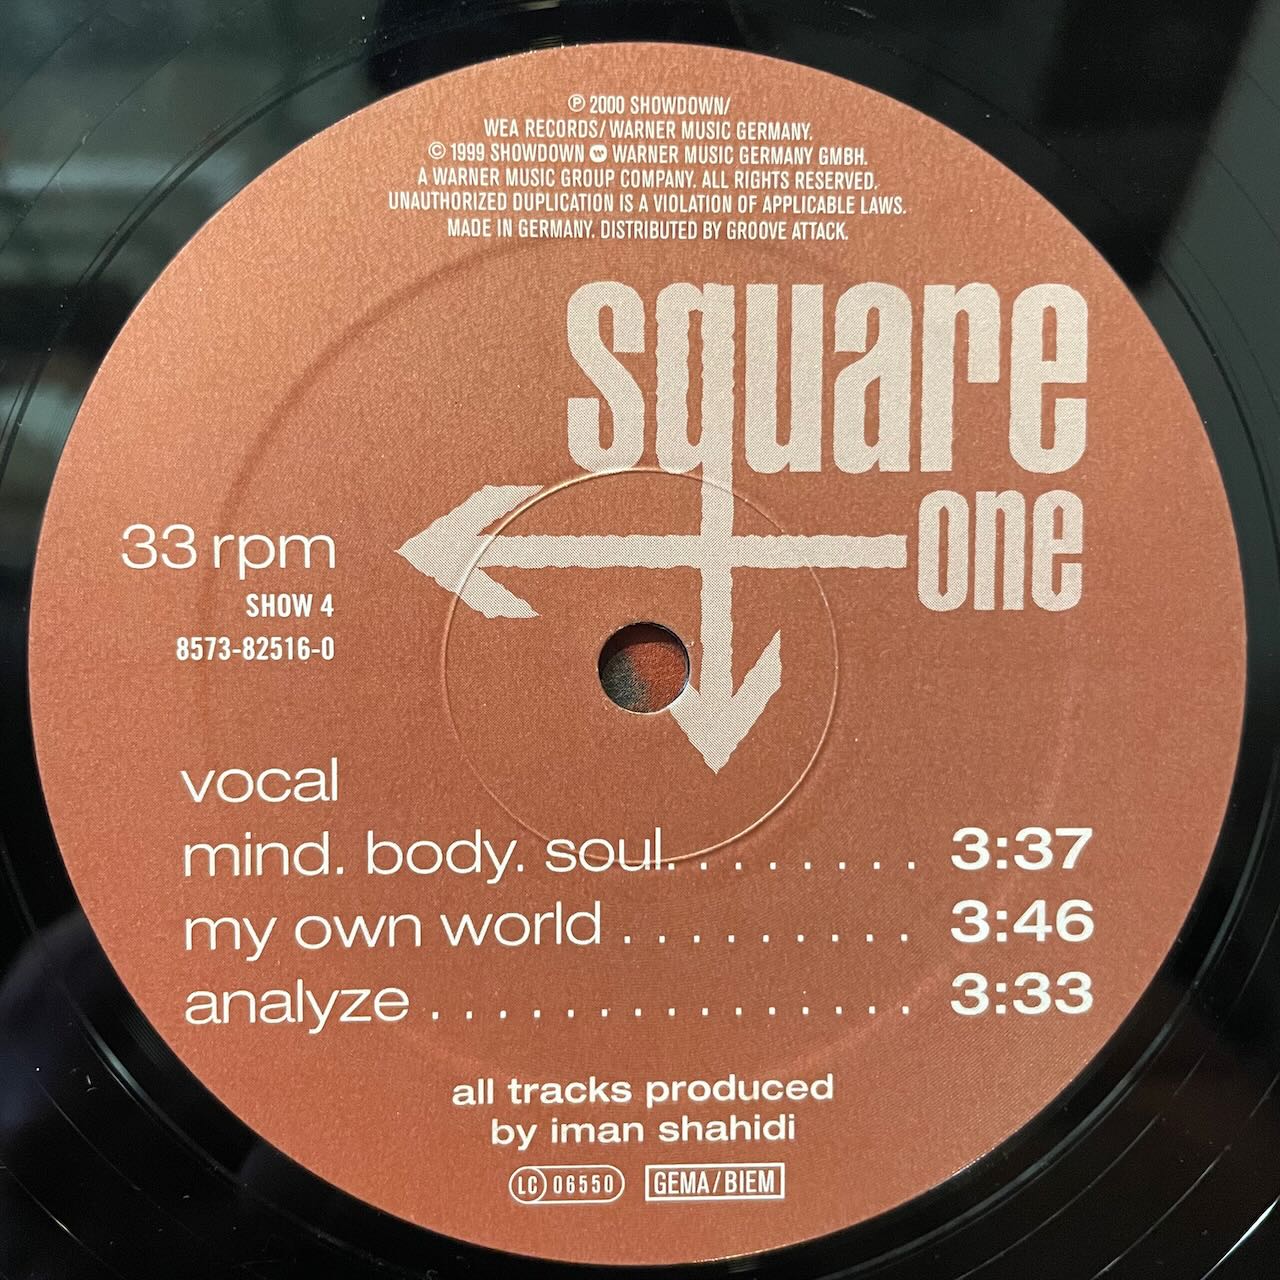 ℗ 2000 SHOWDOWN/
WEA RECORDS/WARNER MUSIC GERMANY.
© 1999 SHOWDOWN WARNER MUSIC GERMANY GMBH.
A WARNER MUSIC GROUP COMPANY. ALL RIGHTS RESERVED.
UNAUTHORIZED DUPLICATION IS A VIOLATION OF APPLICABLE LAWS.
MADE IN GERMANY. DISTRIBUTED BY GROOVE ATTACK.
square
one
33 rpm
SHOW 4
8573-82516-0
vocal
mind. body. soul. . . . . . . . 3:37
my own world . . . . . . . . . 3:46
analyze . . . . . . . . . . . . . . . 3:33
all tracks produced
by iman shahidi
LC 06550 GEMA/BIEM